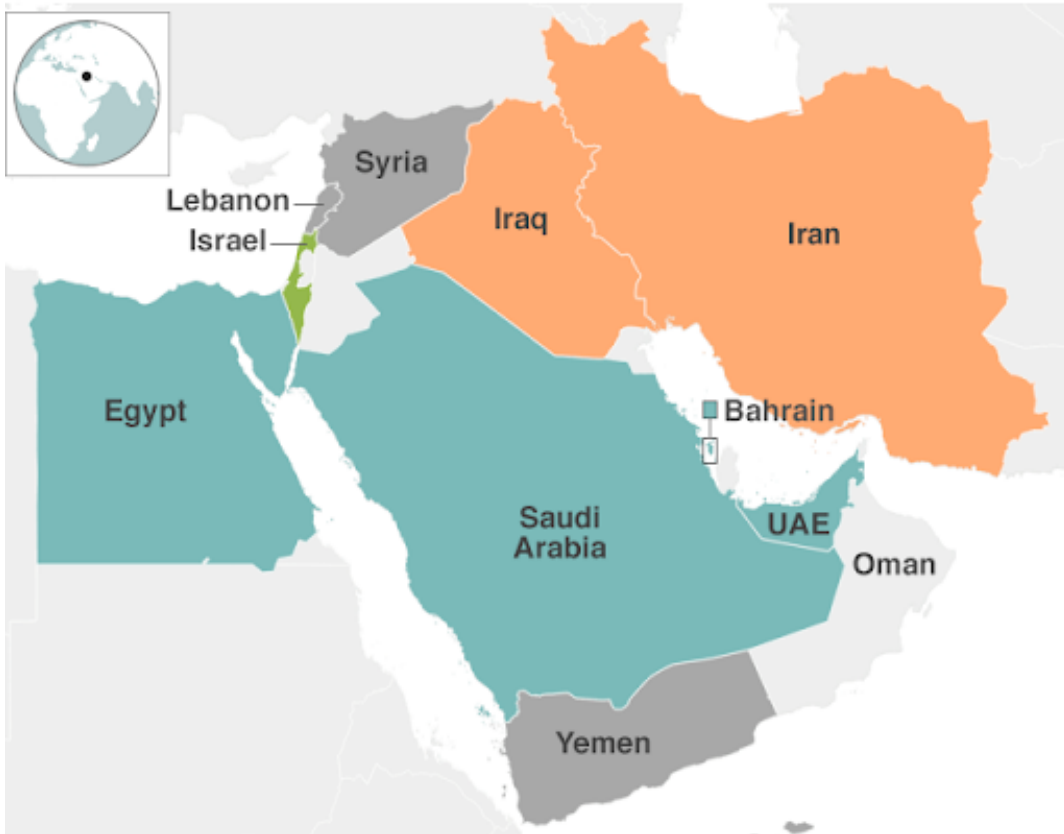 Syria
Lebanon
Israel
Iraq
Iran
Egypt
Bahrain
Saudi
Arabia
UAE
Oman
Yemen